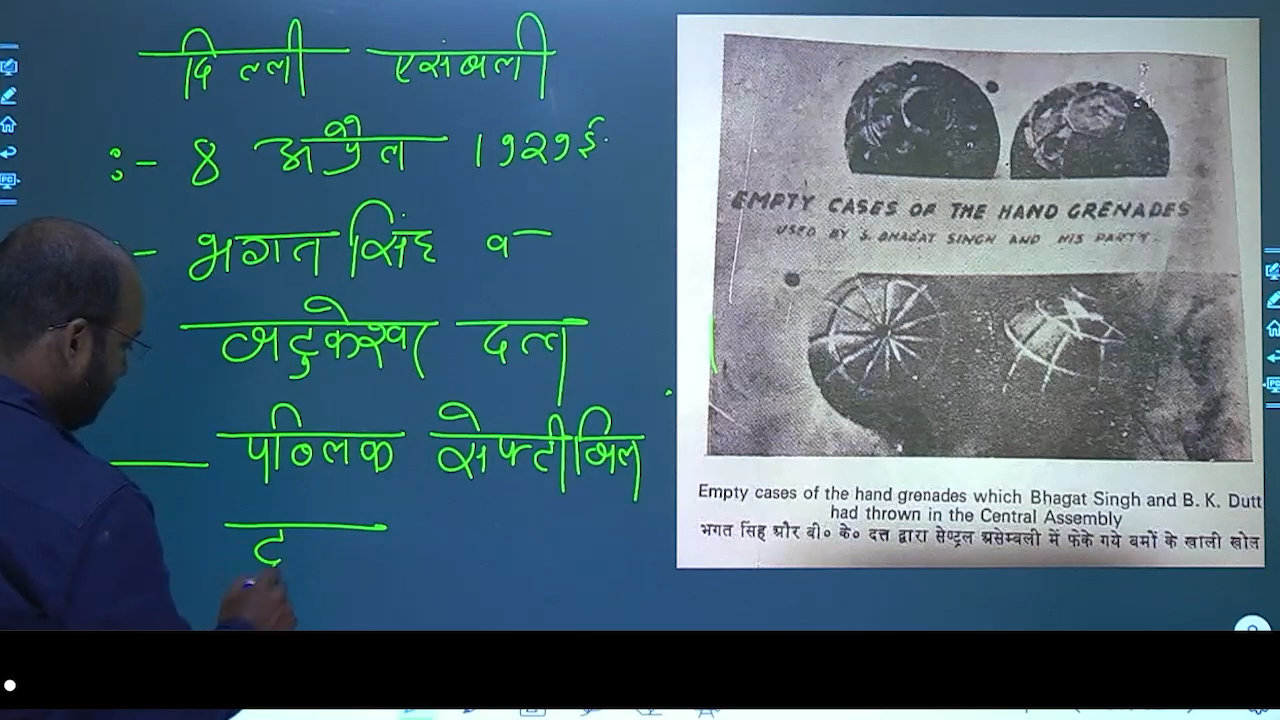 दिल्ली एसंबली
:- 8 अप्रैल 1929ई.
- भगत सिंह व
बटुकेश्वर दत्त
पब्लिक सेफ्टी बिल
ट
EMPTY CASES OF THE HAND GRENADES
USED BY S. BHAGAT SINGH AND HIS PARTY.
Empty cases of the hand grenades which Bhagat Singh and B. K. Dutt
had thrown in the Central Assembly
भगत सिंह और बी० के० दत्त द्वारा सेण्ट्रल असेम्बली में फेके गये बमों के खाली खोल